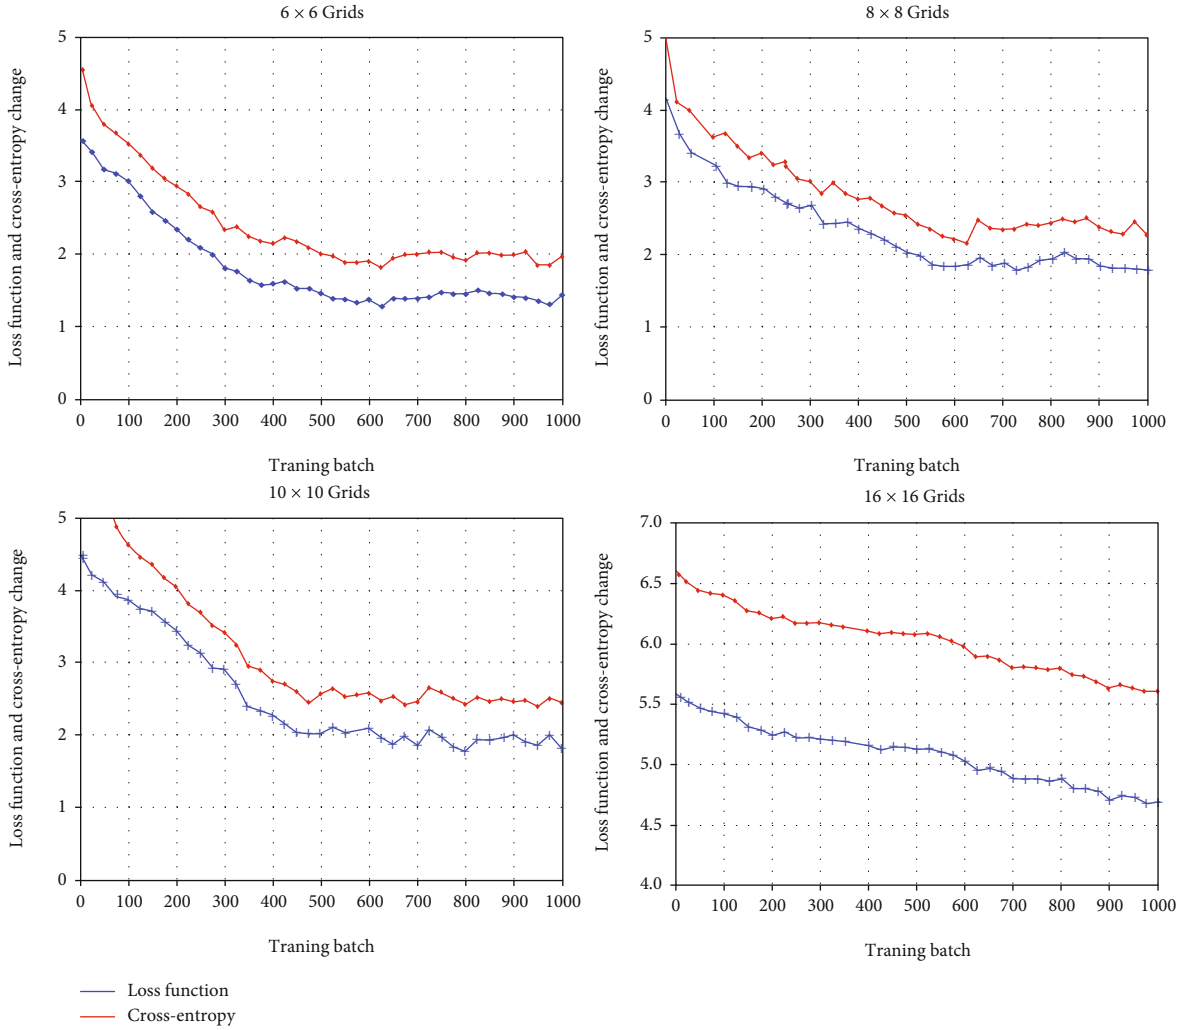 6 × 6 Grids
Loss function and cross-entropy change
5
4
3
2
1
0
0 100 200 300 400 500 600 700 800 900 1000
Traning batch
8 × 8 Grids
Loss function and cross-entropy change
5
4
3
2
1
0
0 100 200 300 400 500 600 700 800 900 1000
Traning batch
10 × 10 Grids
Loss function and cross-entropy change
5
4
3
2
1
0
0 100 200 300 400 500 600 700 800 900 1000
Traning batch
16 × 16 Grids
Loss function and cross-entropy change
7.0
6.5
6.0
5.5
5.0
4.5
4.0
0 100 200 300 400 500 600 700 800 900 1000
Traning batch
Loss function
Cross-entropy